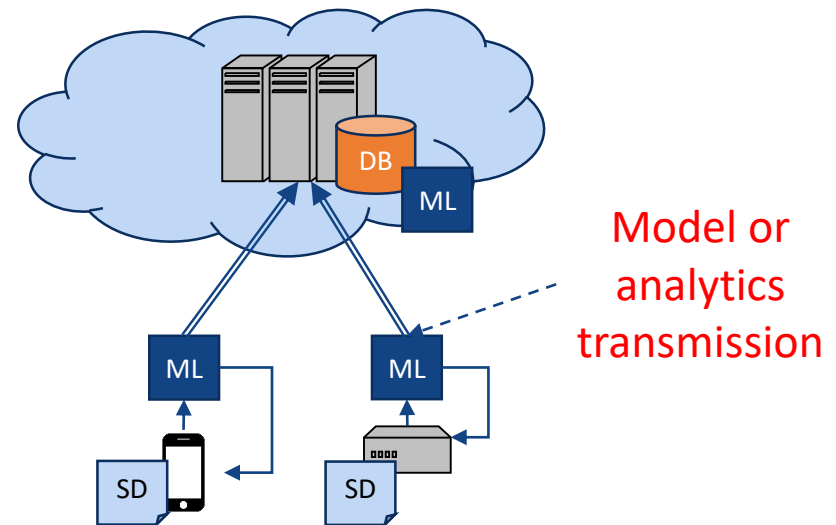 DB
ML
Model or
analytics
transmission
ML
ML
SD
SD